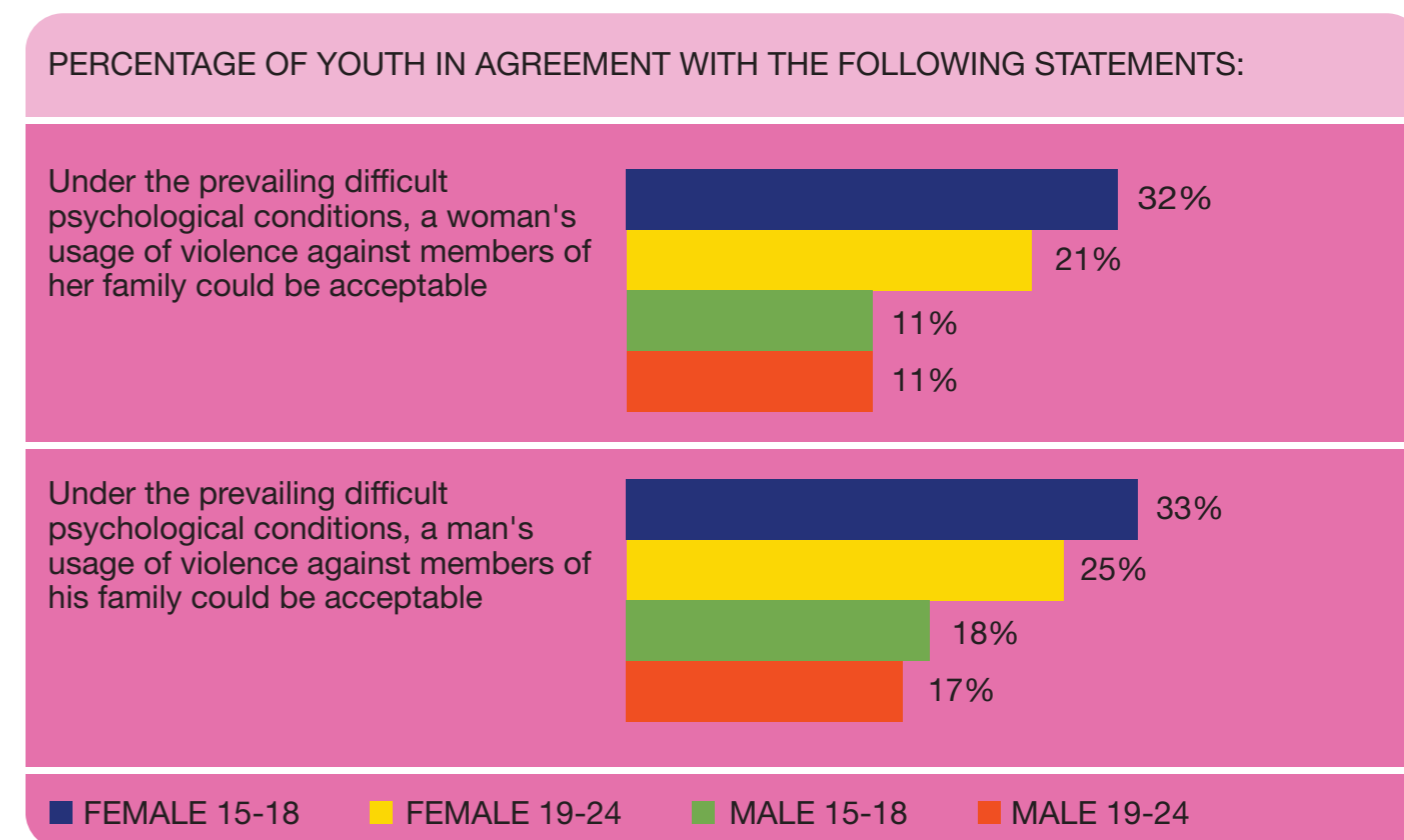 PERCENTAGE OF YOUTH IN AGREEMENT WITH THE FOLLOWING STATEMENTS:
Under the prevailing difficult
psychological conditions, a woman's
usage of violence against members of
her family could be acceptable
32%
21%
11%
11%
Under the prevailing difficult
psychological conditions, a man's
usage of violence against members of
his family could be acceptable
33%
25%
18%
17%
FEMALE 15-18 FEMALE 19-24 MALE 15-18 MALE 19-24